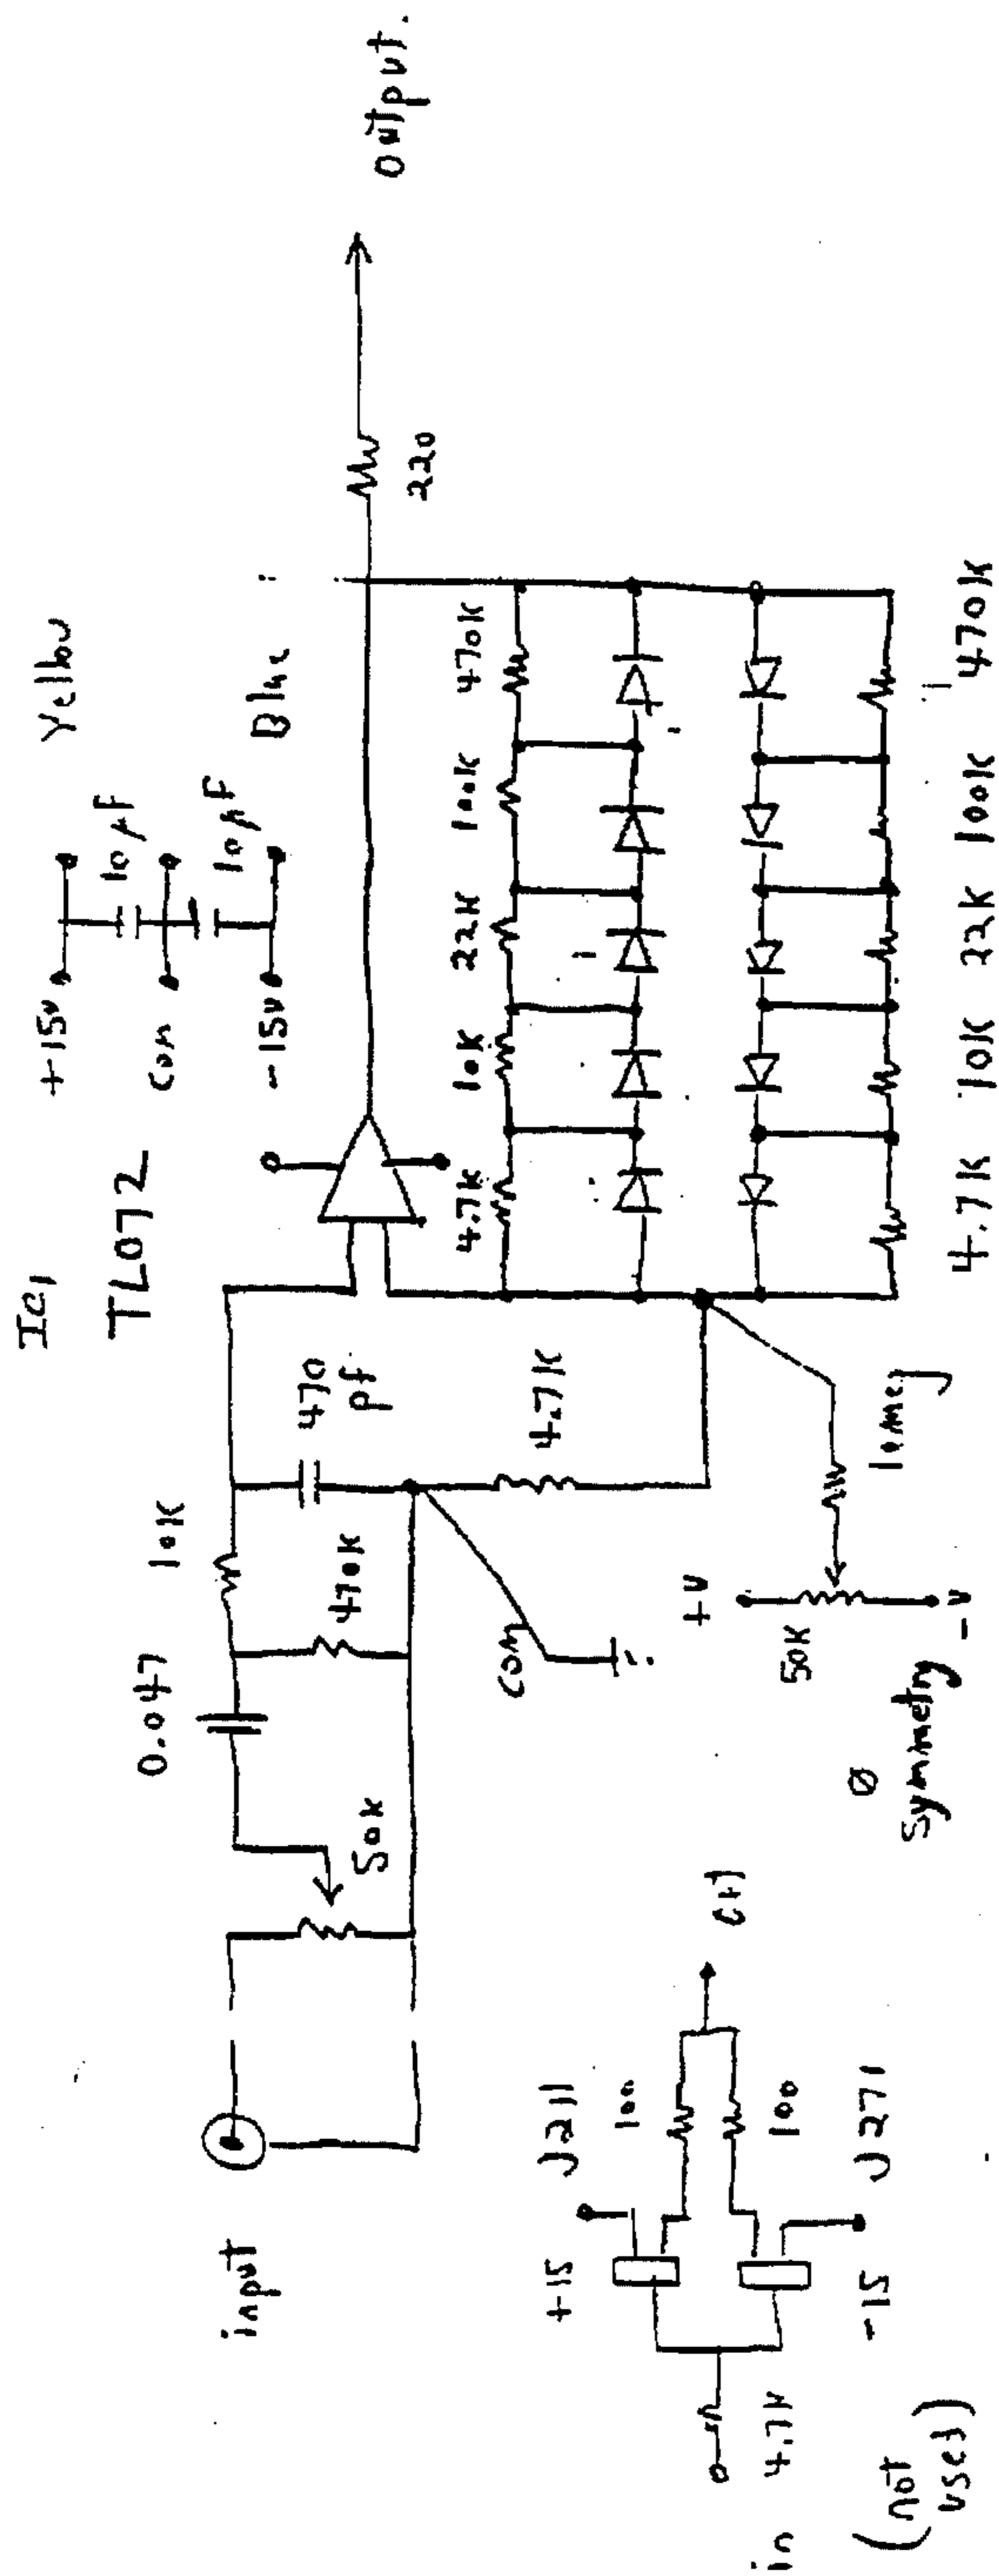 IC1
TL072
+15v
Com
-15v
10µF
10µF
Yellow
Blue
input
50K
0.047
470K
10K
470
pf
4.7K
COM
220
output.
4.7K
10K
22K
100K
470K
4.7K
10K
22K
100K
470K
+V
50K
-V
10meg
Ø
Symmetry
in
4.7K
+15
J211
100
100
-15
J271
(not
used)